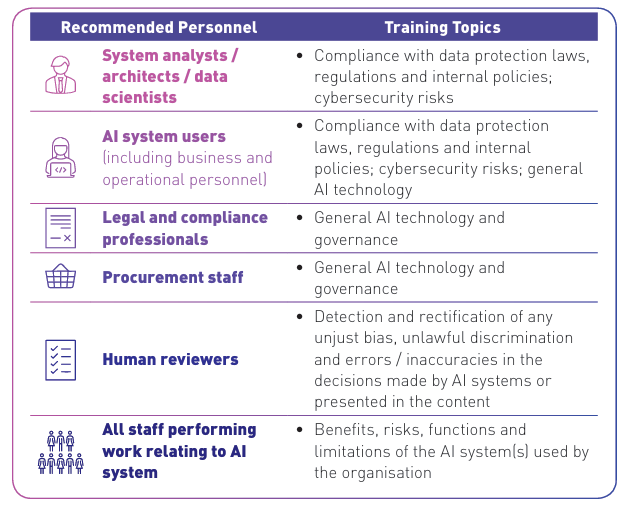 Recommended Personnel
Training Topics
System analysts /
architects / data
scientists
• Compliance with data protection laws,
regulations and internal policies;
cybersecurity risks
AI system users
(including business and
operational personnel)
• Compliance with data protection
laws, regulations and internal
policies; cybersecurity risks; general
AI technology
Legal and compliance
professionals
• General AI technology and
governance
Procurement staff
• General AI technology and
governance
Human reviewers
• Detection and rectification of any
unjust bias, unlawful discrimination
and errors / inaccuracies in the
decisions made by AI systems or
presented in the content
All staff performing
work relating to AI
system
• Benefits, risks, functions and
limitations of the AI system(s) used by
the organisation